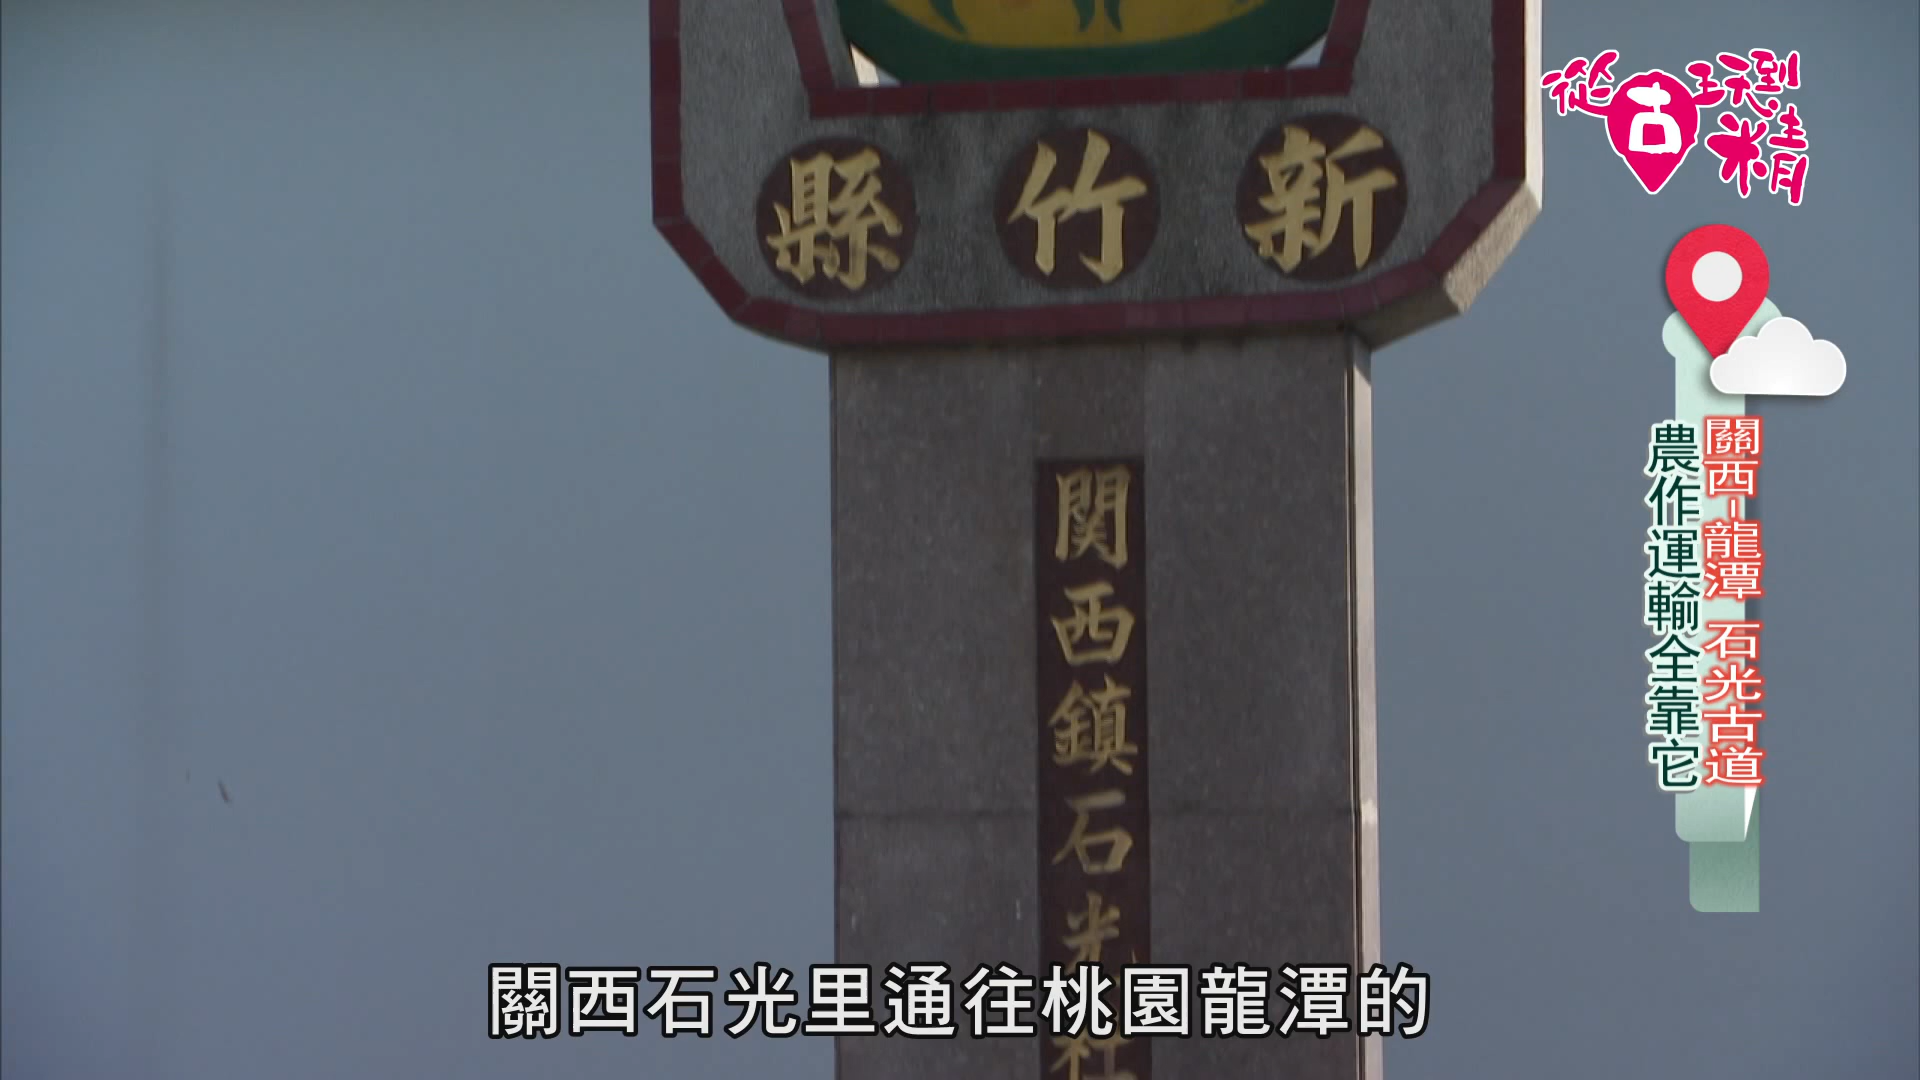 從古玩到精
新竹縣
関西鎮石光社
關西-龍潭 石光古道
農作運輸全靠它
關西石光里通往桃園龍潭的